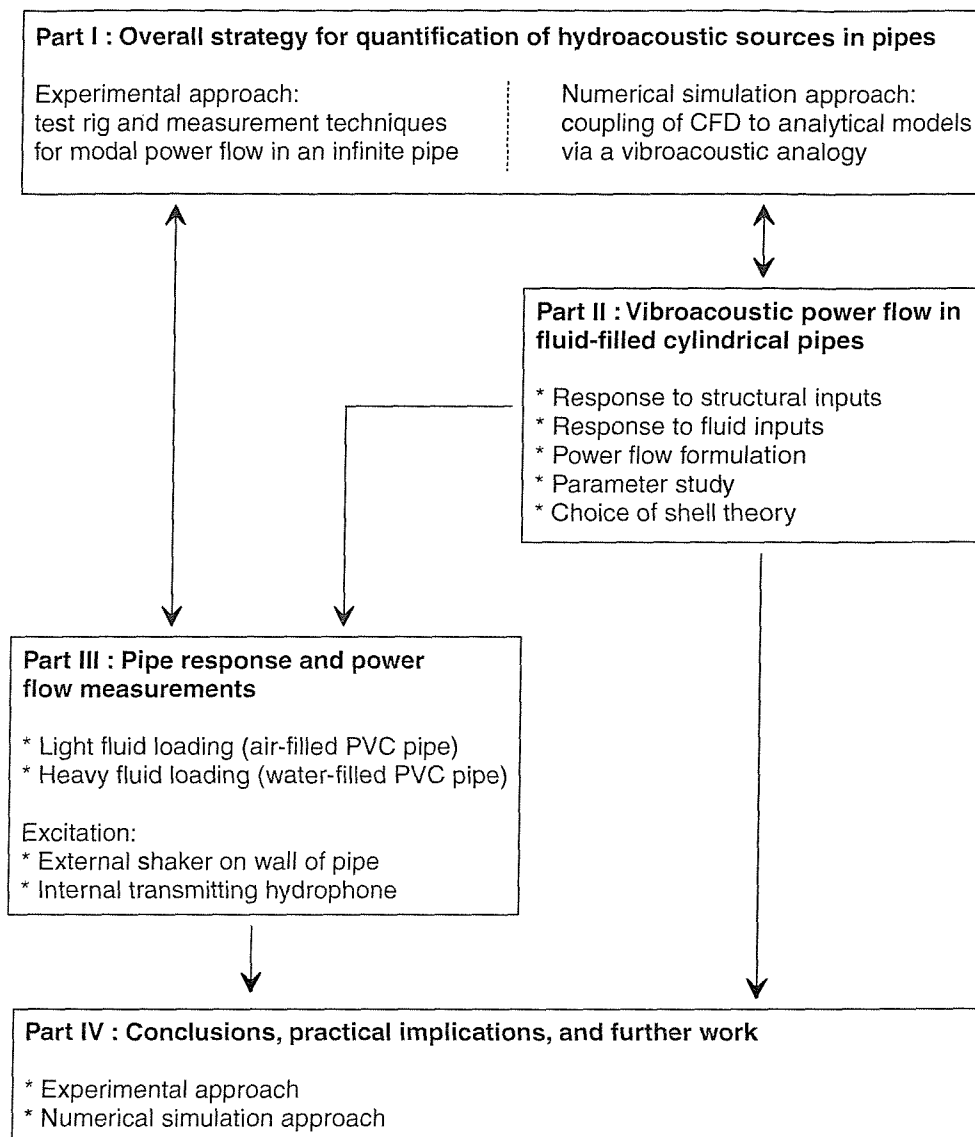 Part I : Overall strategy for quantification of hydroacoustic sources in pipes
Experimental approach:
test rig and measurement techniques
for modal power flow in an infinite pipe
Numerical simulation approach:
coupling of CFD to analytical models
via a vibroacoustic analogy
Part II : Vibroacoustic power flow in
fluid-filled cylindrical pipes
* Response to structural inputs
* Response to fluid inputs
* Power flow formulation
* Parameter study
* Choice of shell theory
Part III : Pipe response and power
flow measurements
* Light fluid loading (air-filled PVC pipe)
* Heavy fluid loading (water-filled PVC pipe)
Excitation:
* External shaker on wall of pipe
* Internal transmitting hydrophone
Part IV : Conclusions, practical implications, and further work
* Experimental approach
* Numerical simulation approach